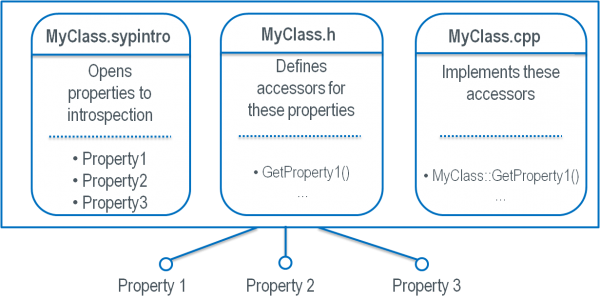 MyClass.sypintro
Opens
properties to
introspection
• Property1
• Property2
• Property3
MyClass.h
Defines
accessors for
these properties
• GetProperty1()
...
MyClass.cpp
Implements these
accessors
• MyClass::GetProperty1()
...
Property 1
Property 2
Property 3